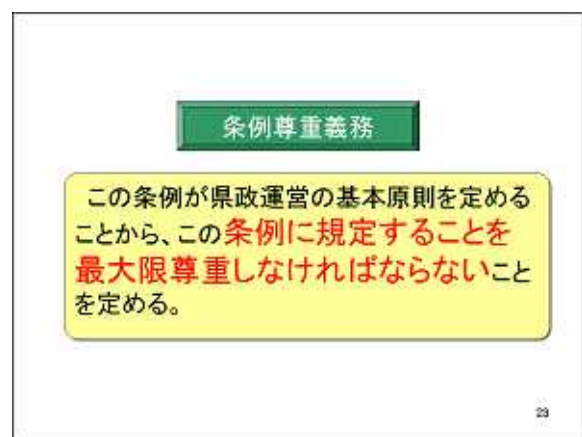 条例尊重義務
この条例が県政運営の基本原則を定める
ことから、この条例に規定することを
最大限尊重しなければならないこと
を定める。
29